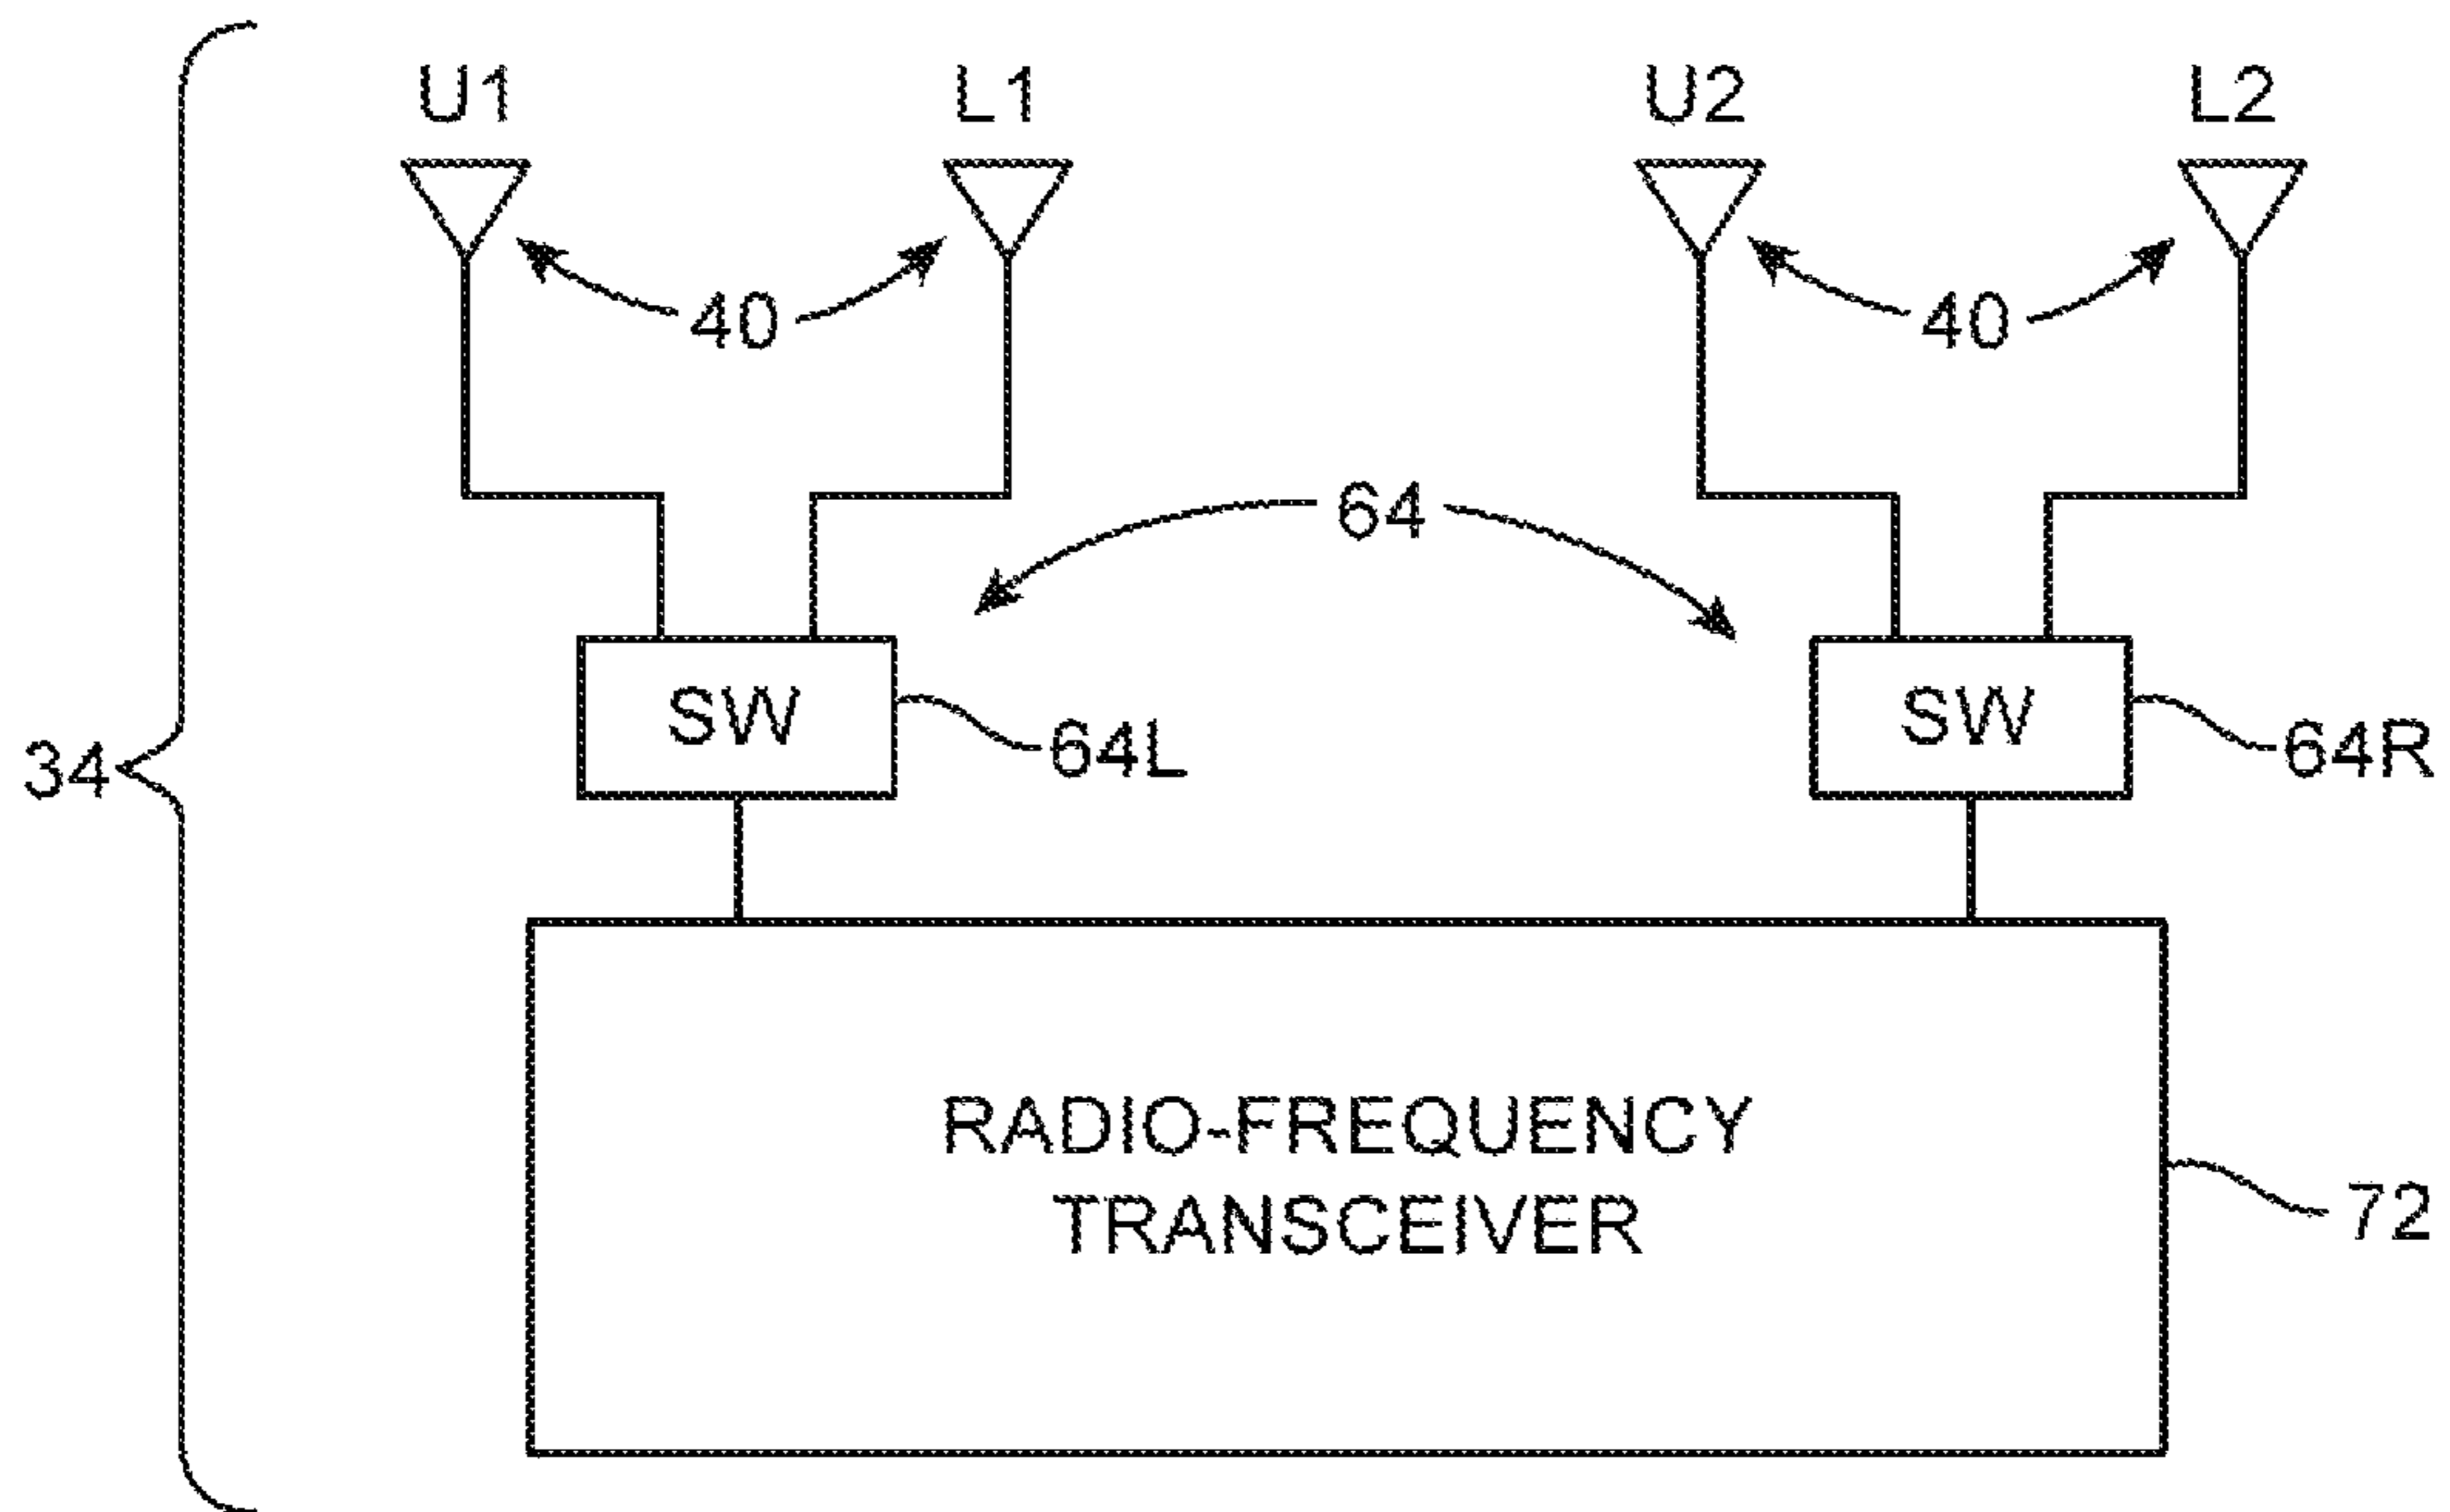 U1 L1 U2 L2
40 40
64
SW 64L SW 64R
34
RADIO-FREQUENCY
TRANSCEIVER
72